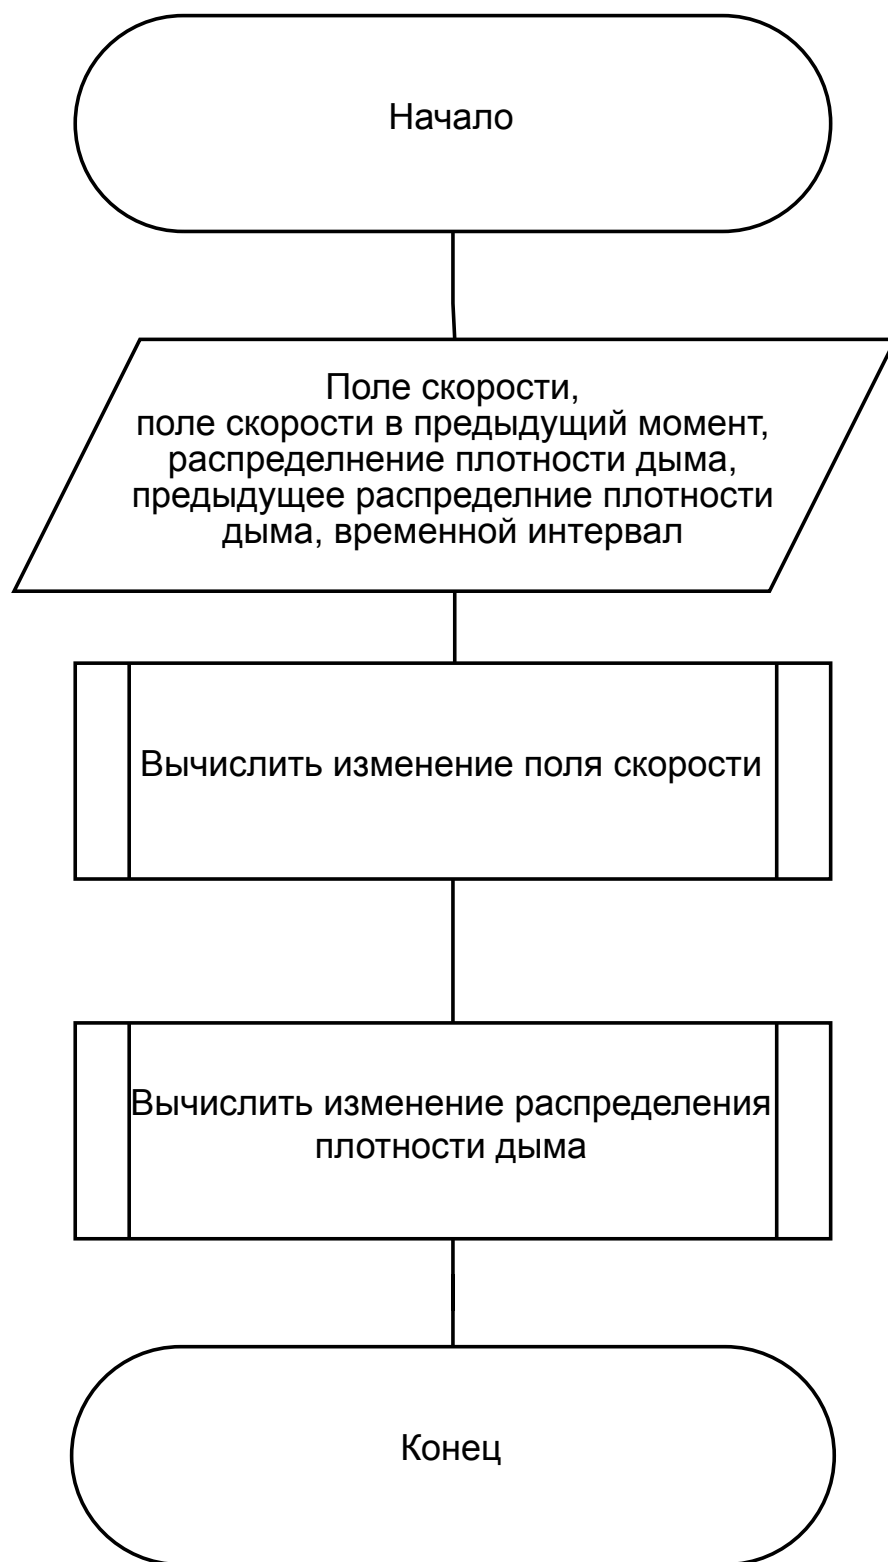 Начало
Поле скорости,
поле скорости в предыдущий момент,
распределнение плотности дыма,
предыдущее распределние плотности
дыма, временной интервал
Вычислить изменение поля скорости
Вычислить изменение распределения
плотности дыма
Конец